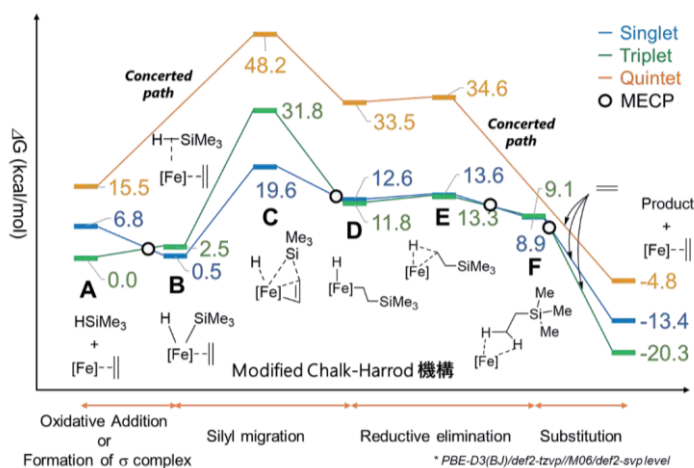 Singlet
Triplet
Quintet
MECP
48.2
Concerted
path
31.8
34.6
33.5
Concerted
path
H SiMe3
[Fe]
15.5
6.8
19.6
12.6
13.6
9.1
Product
+
[Fe]
2.5
11.8
13.3
8.9
-4.8
0.0
0.5
A
B
C
D
E
F
-13.4
-20.3
ΔG (kcal/mol)
HSiMe3
+
[Fe]
H SiMe3
[Fe]
Me3
Si
H
[Fe]
H
[Fe]
SiMe3
H
[Fe]
SiMe3
Me
Si Me
Me
H
H
[Fe]
Modified Chalk-Harrod 機構
Oxidative Addition
or
Formation of σ complex
Silyl migration
Reductive elimination
Substitution
* PBE-D3(BJ)/def2-tzvp//M06/def2-svp level